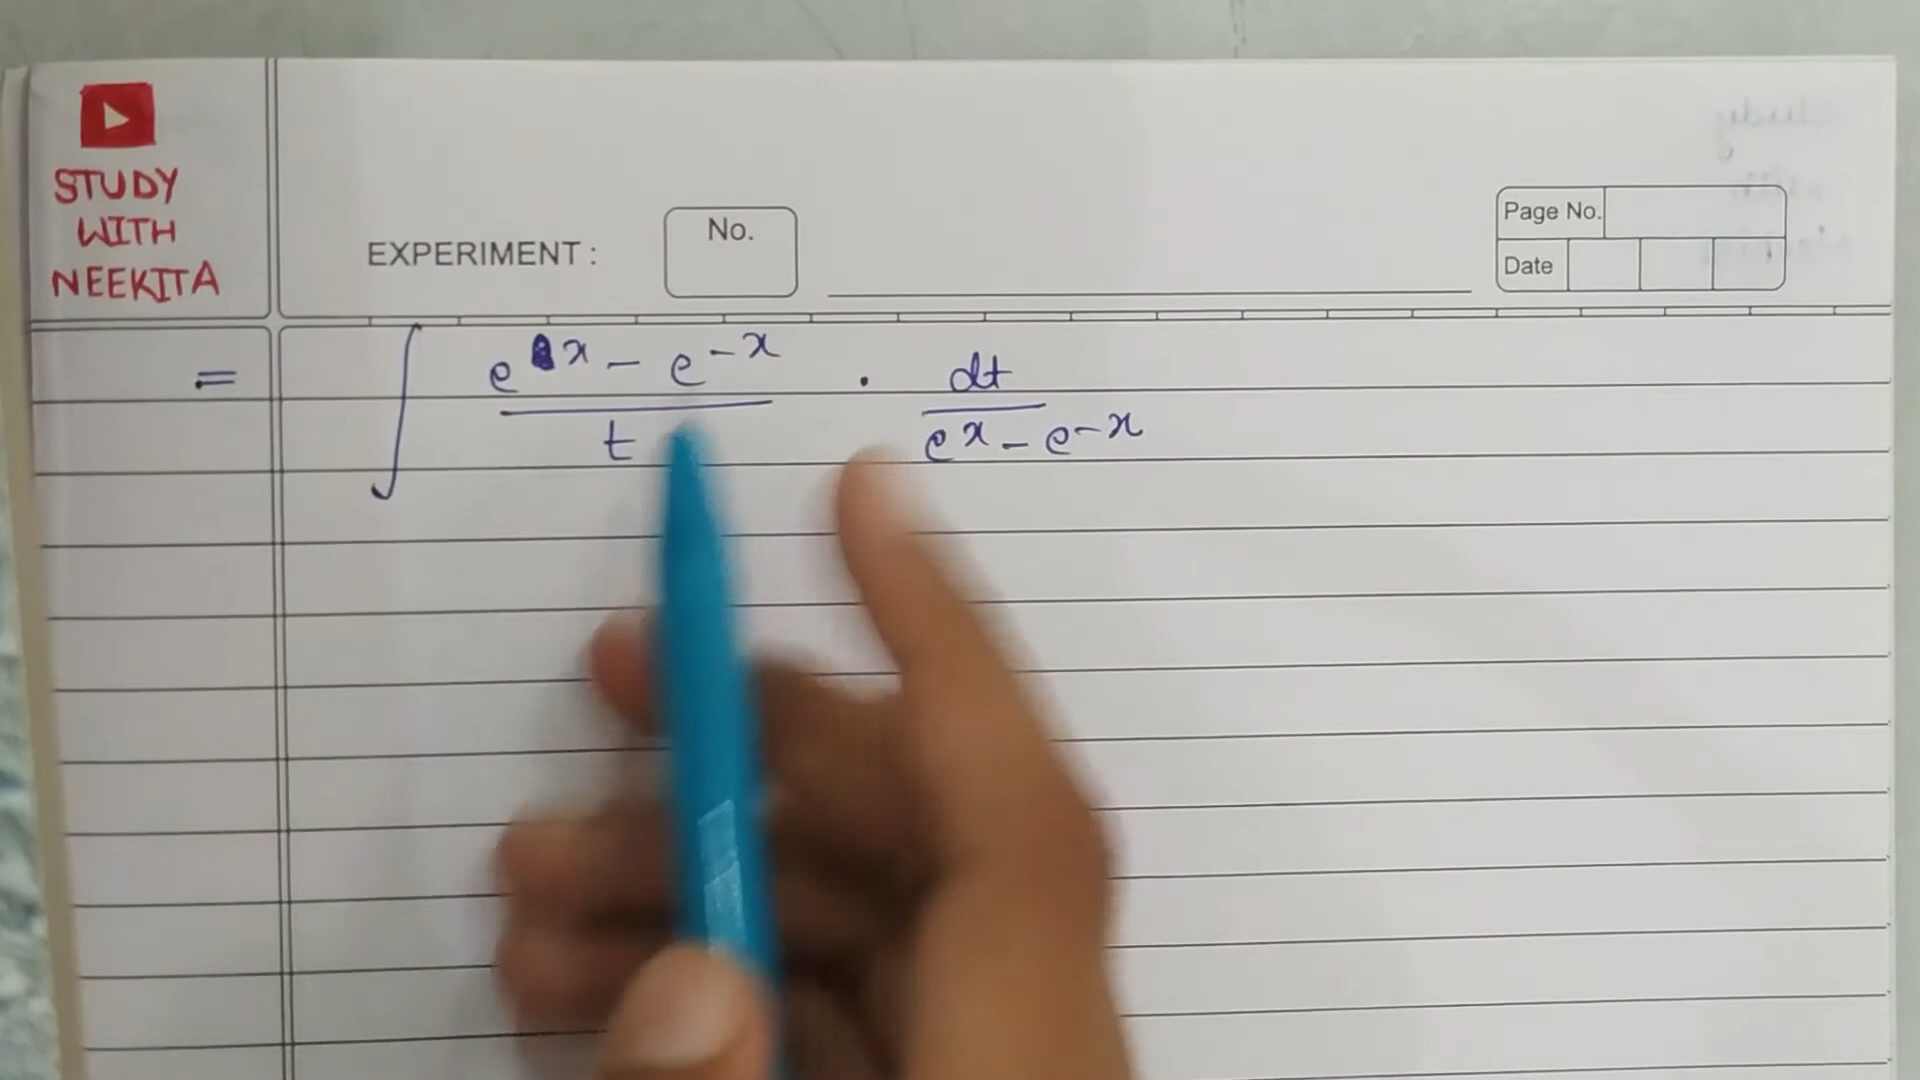 STUDY
WITH
NEEKITA
EXPERIMENT :
No.
Page No.
Date
= ∫ (e^x - e^-x)/t · dt/(e^x - e^-x)